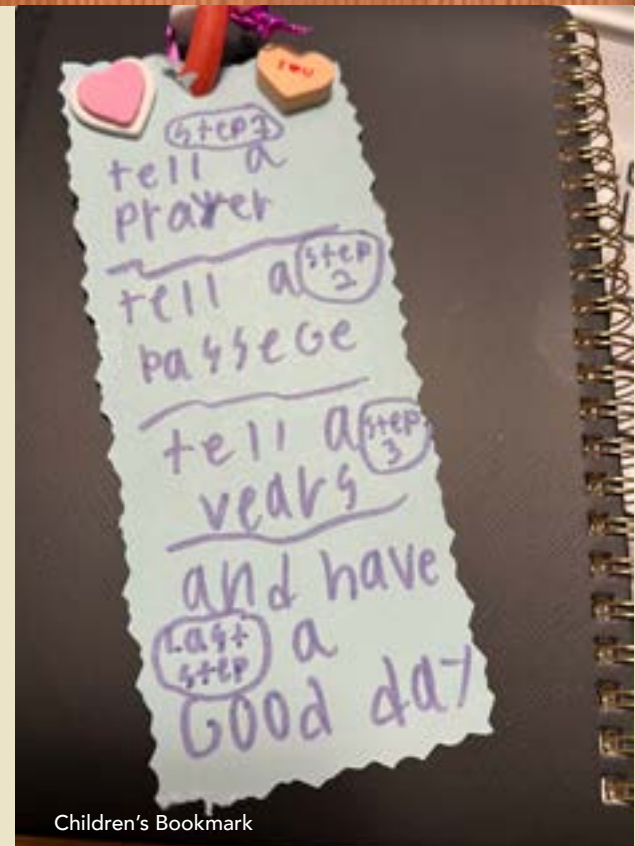 I ♥ U
step 1
tell a
prayer
tell a step 2
passege
tell a step 3
vears
and have
Last step a
Good day
Children's Bookmark